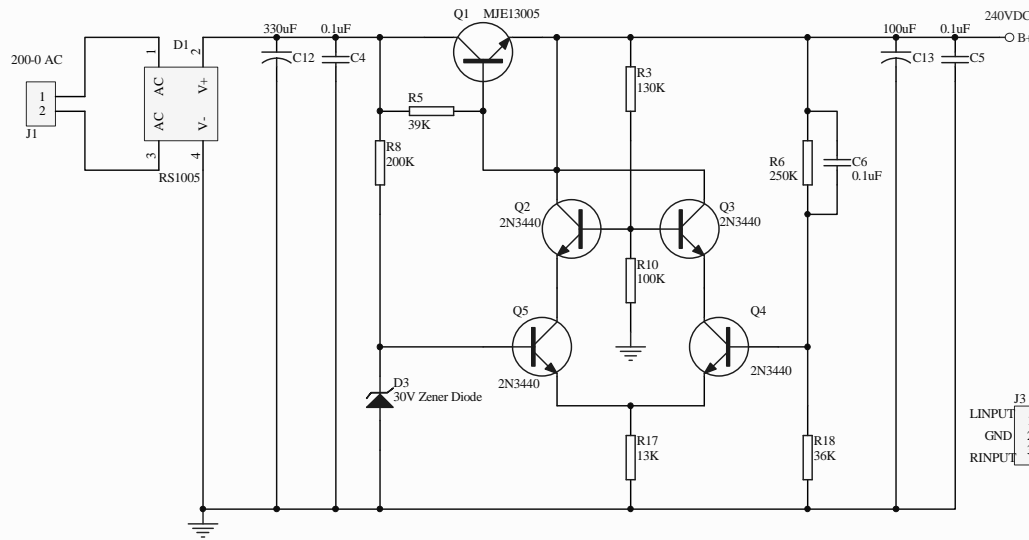 Q1 MJE13005
240VDC
330uF
0.1uF
100uF
0.1uF
B+
D1
1
2
C12
C4
C13
C5
200-0 AC
AC
V+
R3
130K
1
2
J1
R5
39K
AC
V-
R8
200K
R6
250K
C6
0.1uF
3
4
RS1005
Q2
2N3440
Q3
2N3440
R10
100K
Q5
Q4
2N3440
2N3440
D3
30V Zener Diode
J3
LINPUT
GND
RINPUT
R17
13K
R18
36K